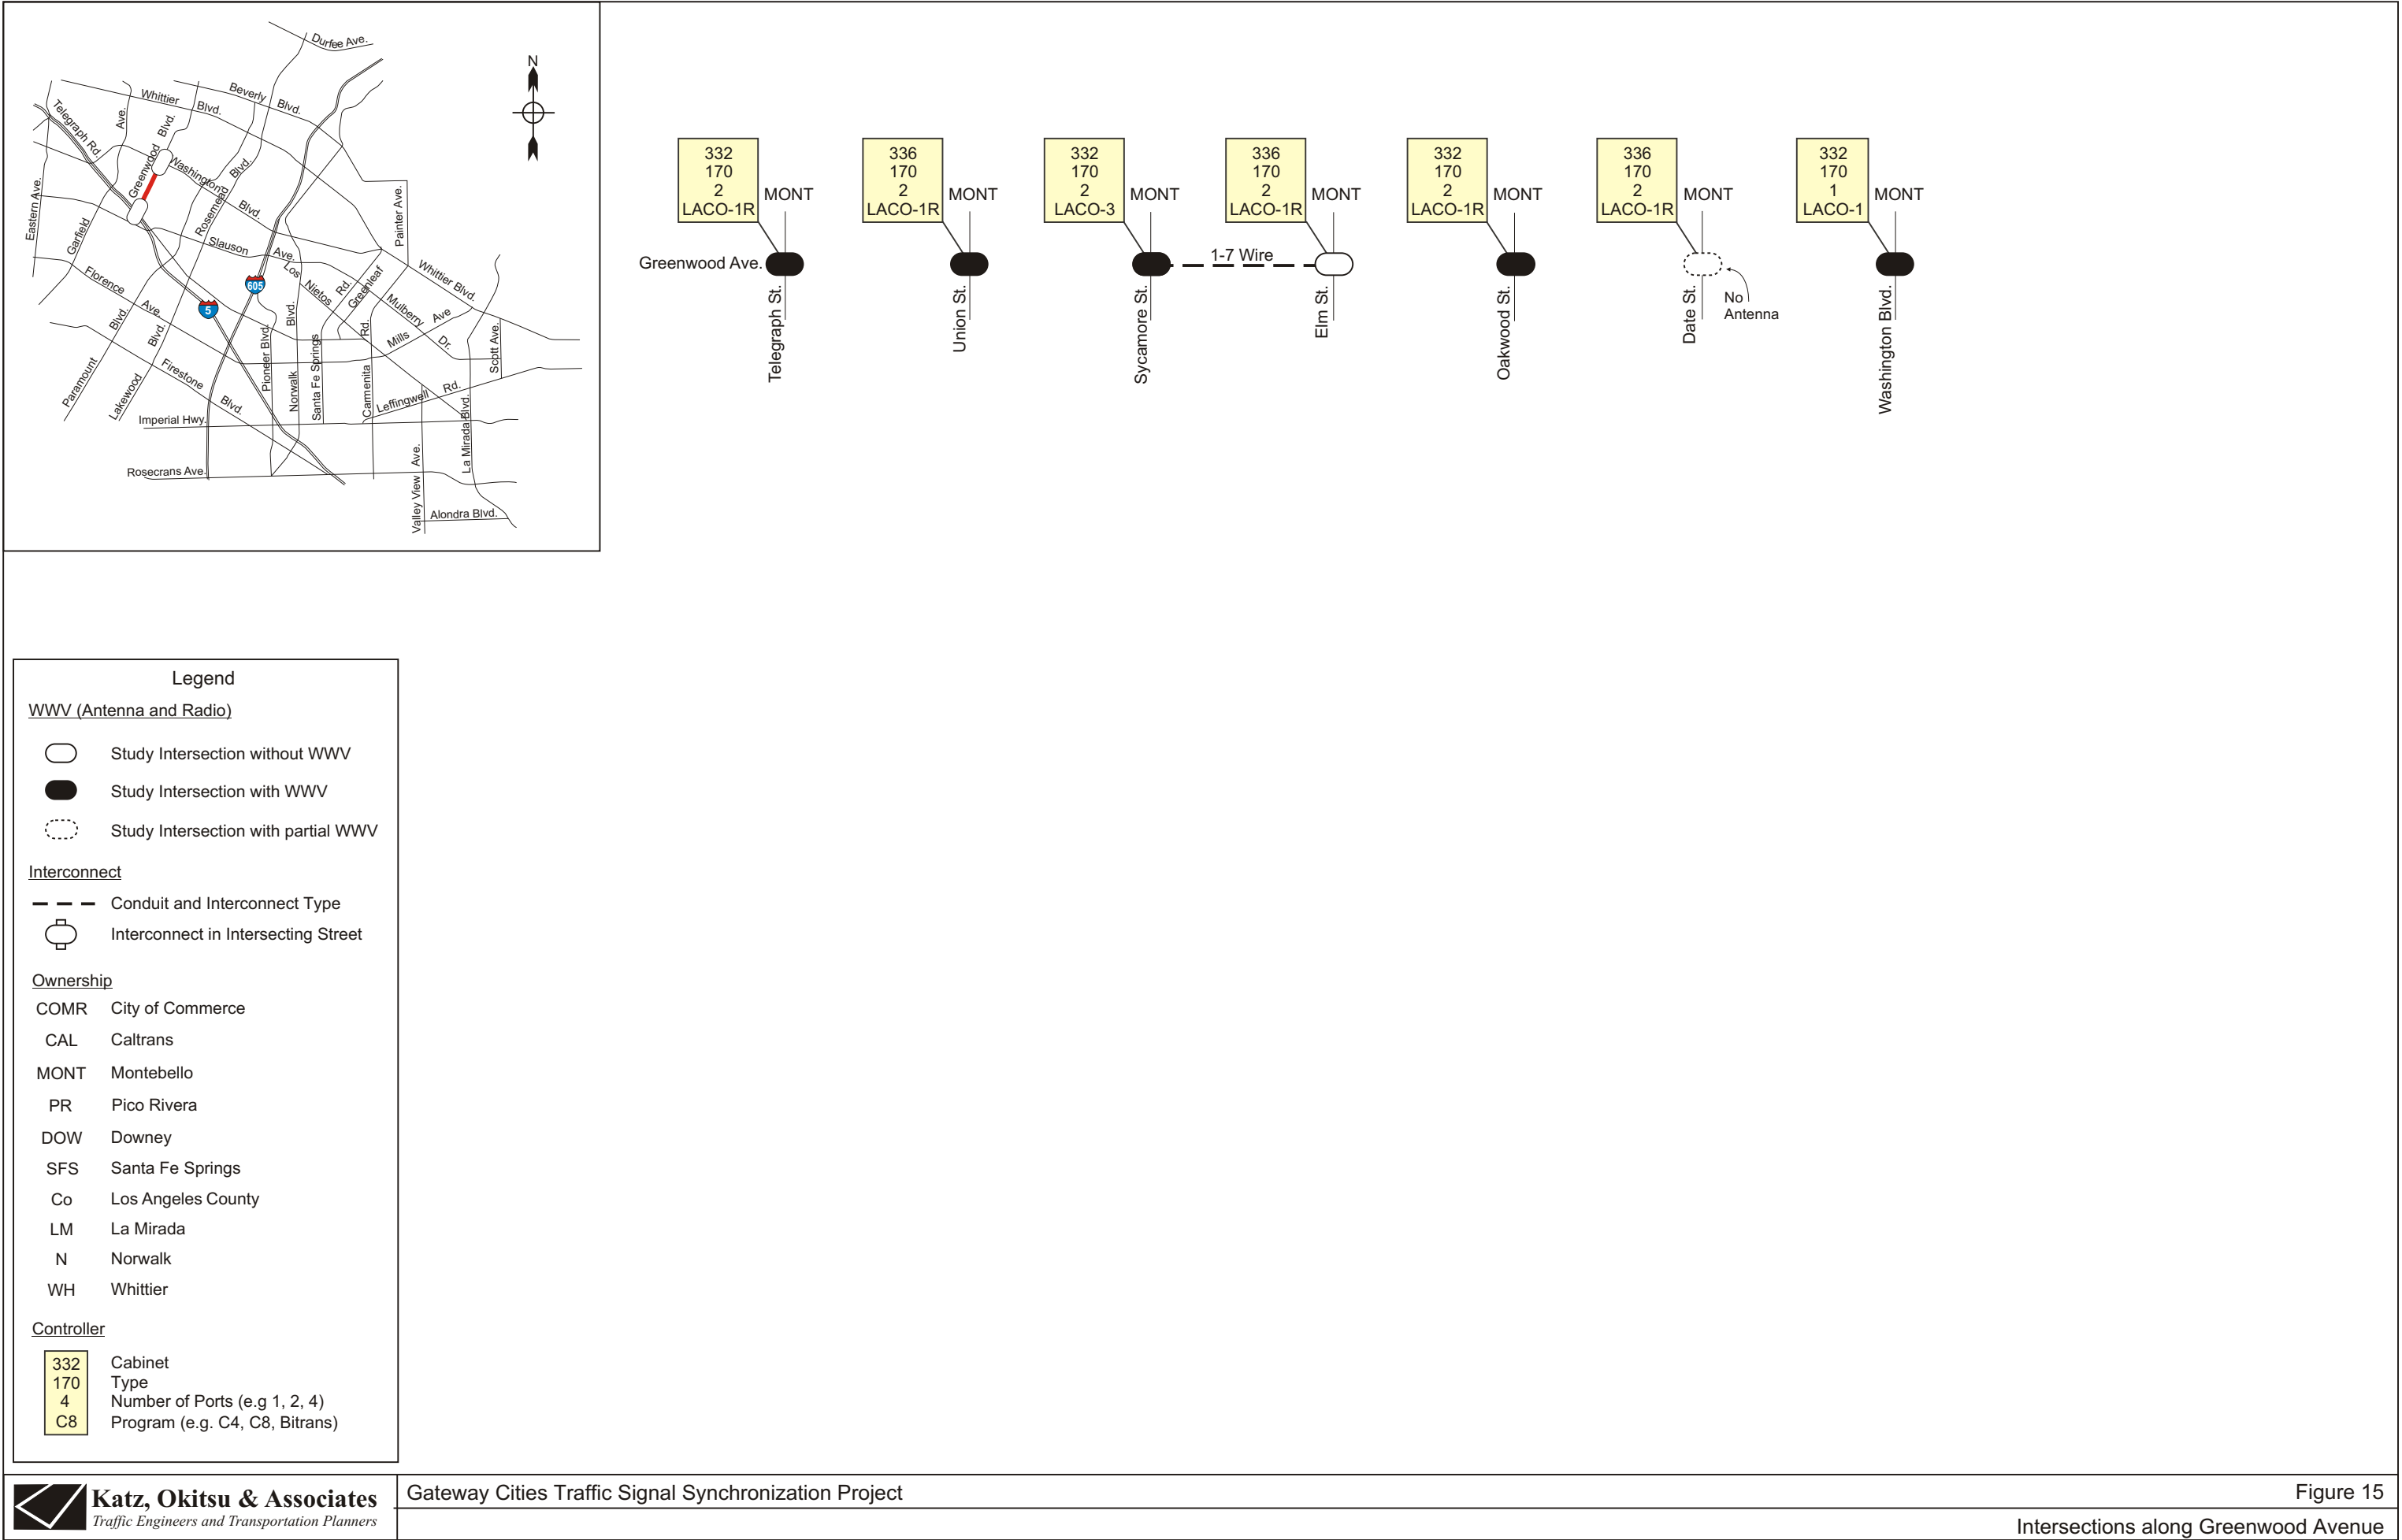 Durfee Ave.
N
Whittier Blvd.
Beverly Blvd.
Telegraph Rd.
Ave.
Blvd.
Greenwood
Washington Blvd.
Rosemead Blvd.
Eastern Ave.
Garfield
Painter Ave.
Slauson Ave.
Los Nietos Rd.
Greenleaf
Whittier Blvd.
Florence Ave.
605
5
Mulberry Dr.
Mills Ave
Blvd.
Blvd.
Blvd.
Rd.
Scott Ave.
Paramount
Lakewood
Firestone Blvd.
Pioneer Blvd.
Norwalk
Santa Fe Springs
Carmenita
Leffingwell Rd.
Imperial Hwy.
La Mirada Blvd.
Rosecrans Ave.
Valley View Ave.
Alondra Blvd.
332
170
2
LACO-1R
MONT
336
170
2
LACO-1R
MONT
332
170
2
LACO-3
MONT
336
170
2
LACO-1R
MONT
332
170
2
LACO-1R
MONT
336
170
2
LACO-1R
MONT
332
170
1
LACO-1
MONT
Greenwood Ave.
1-7 Wire
No
Antenna
Telegraph St.
Union St.
Sycamore St.
Elm St.
Oakwood St.
Date St.
Washington Blvd.
Legend
WWV (Antenna and Radio)
Study Intersection without WWV
Study Intersection with WWV
Study Intersection with partial WWV
Interconnect
Conduit and Interconnect Type
Interconnect in Intersecting Street
Ownership
COMR City of Commerce
CAL Caltrans
MONT Montebello
PR Pico Rivera
DOW Downey
SFS Santa Fe Springs
Co Los Angeles County
LM La Mirada
N Norwalk
WH Whittier
Controller
332 Cabinet
170 Type
4 Number of Ports (e.g 1, 2, 4)
C8 Program (e.g. C4, C8, Bitrans)
Katz, Okitsu & Associates
Traffic Engineers and Transportation Planners
Gateway Cities Traffic Signal Synchronization Project
Figure 15
Intersections along Greenwood Avenue